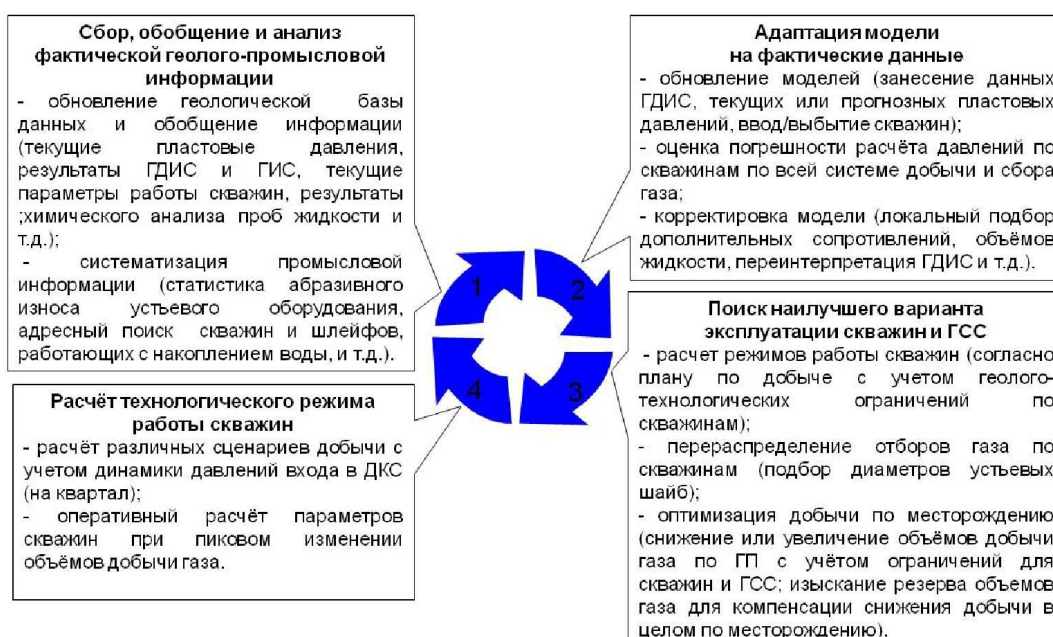 Сбор, обобщение и анализ
фактической геолого-промысловой
информации
- обновление геологической базы
данных и обобщение информации
(текущие пластовые давления,
результаты ГДИС и ГИС, текущие
параметры работы скважин, результаты
;химического анализа проб жидкости и
т.д.);
- систематизация промысловой
информации (статистика абразивного
износа устьевого оборудования,
адресный поиск скважин и шлейфов,
работающих с накоплением воды, и т.д.).
Адаптация модели
на фактические данные
- обновление моделей (занесение данных
ГДИС, текущих или прогнозных пластовых
давлений, ввод/выбытие скважин);
- оценка погрешности расчёта давлений по
скважинам по всей системе добычи и сбора
газа;
- корректировка модели (локальный подбор
дополнительных сопротивлений, объёмов
жидкости, переинтерпретация ГДИС и т.д.).
1
2
3
4
Поиск наилучшего варианта
эксплуатации скважин и ГСС
- расчет режимов работы скважин (согласно
плану по добыче с учетом геолого-
технологических ограничений по
скважинам);
- перераспределение отборов газа по
скважинам (подбор диаметров устьевых
шайб);
- оптимизация добычи по месторождению
(снижение или увеличение объёмов добычи
газа по ГП с учётом ограничений для
скважин и ГСС; изыскание резерва объемов
газа для компенсации снижения добычи в
целом по месторождению).
Расчёт технологического режима
работы скважин
- расчёт различных сценариев добычи с
учетом динамики давлений входа в ДКС
(на квартал);
- оперативный расчёт параметров
скважин при пиковом изменении
объёмов добычи газа.